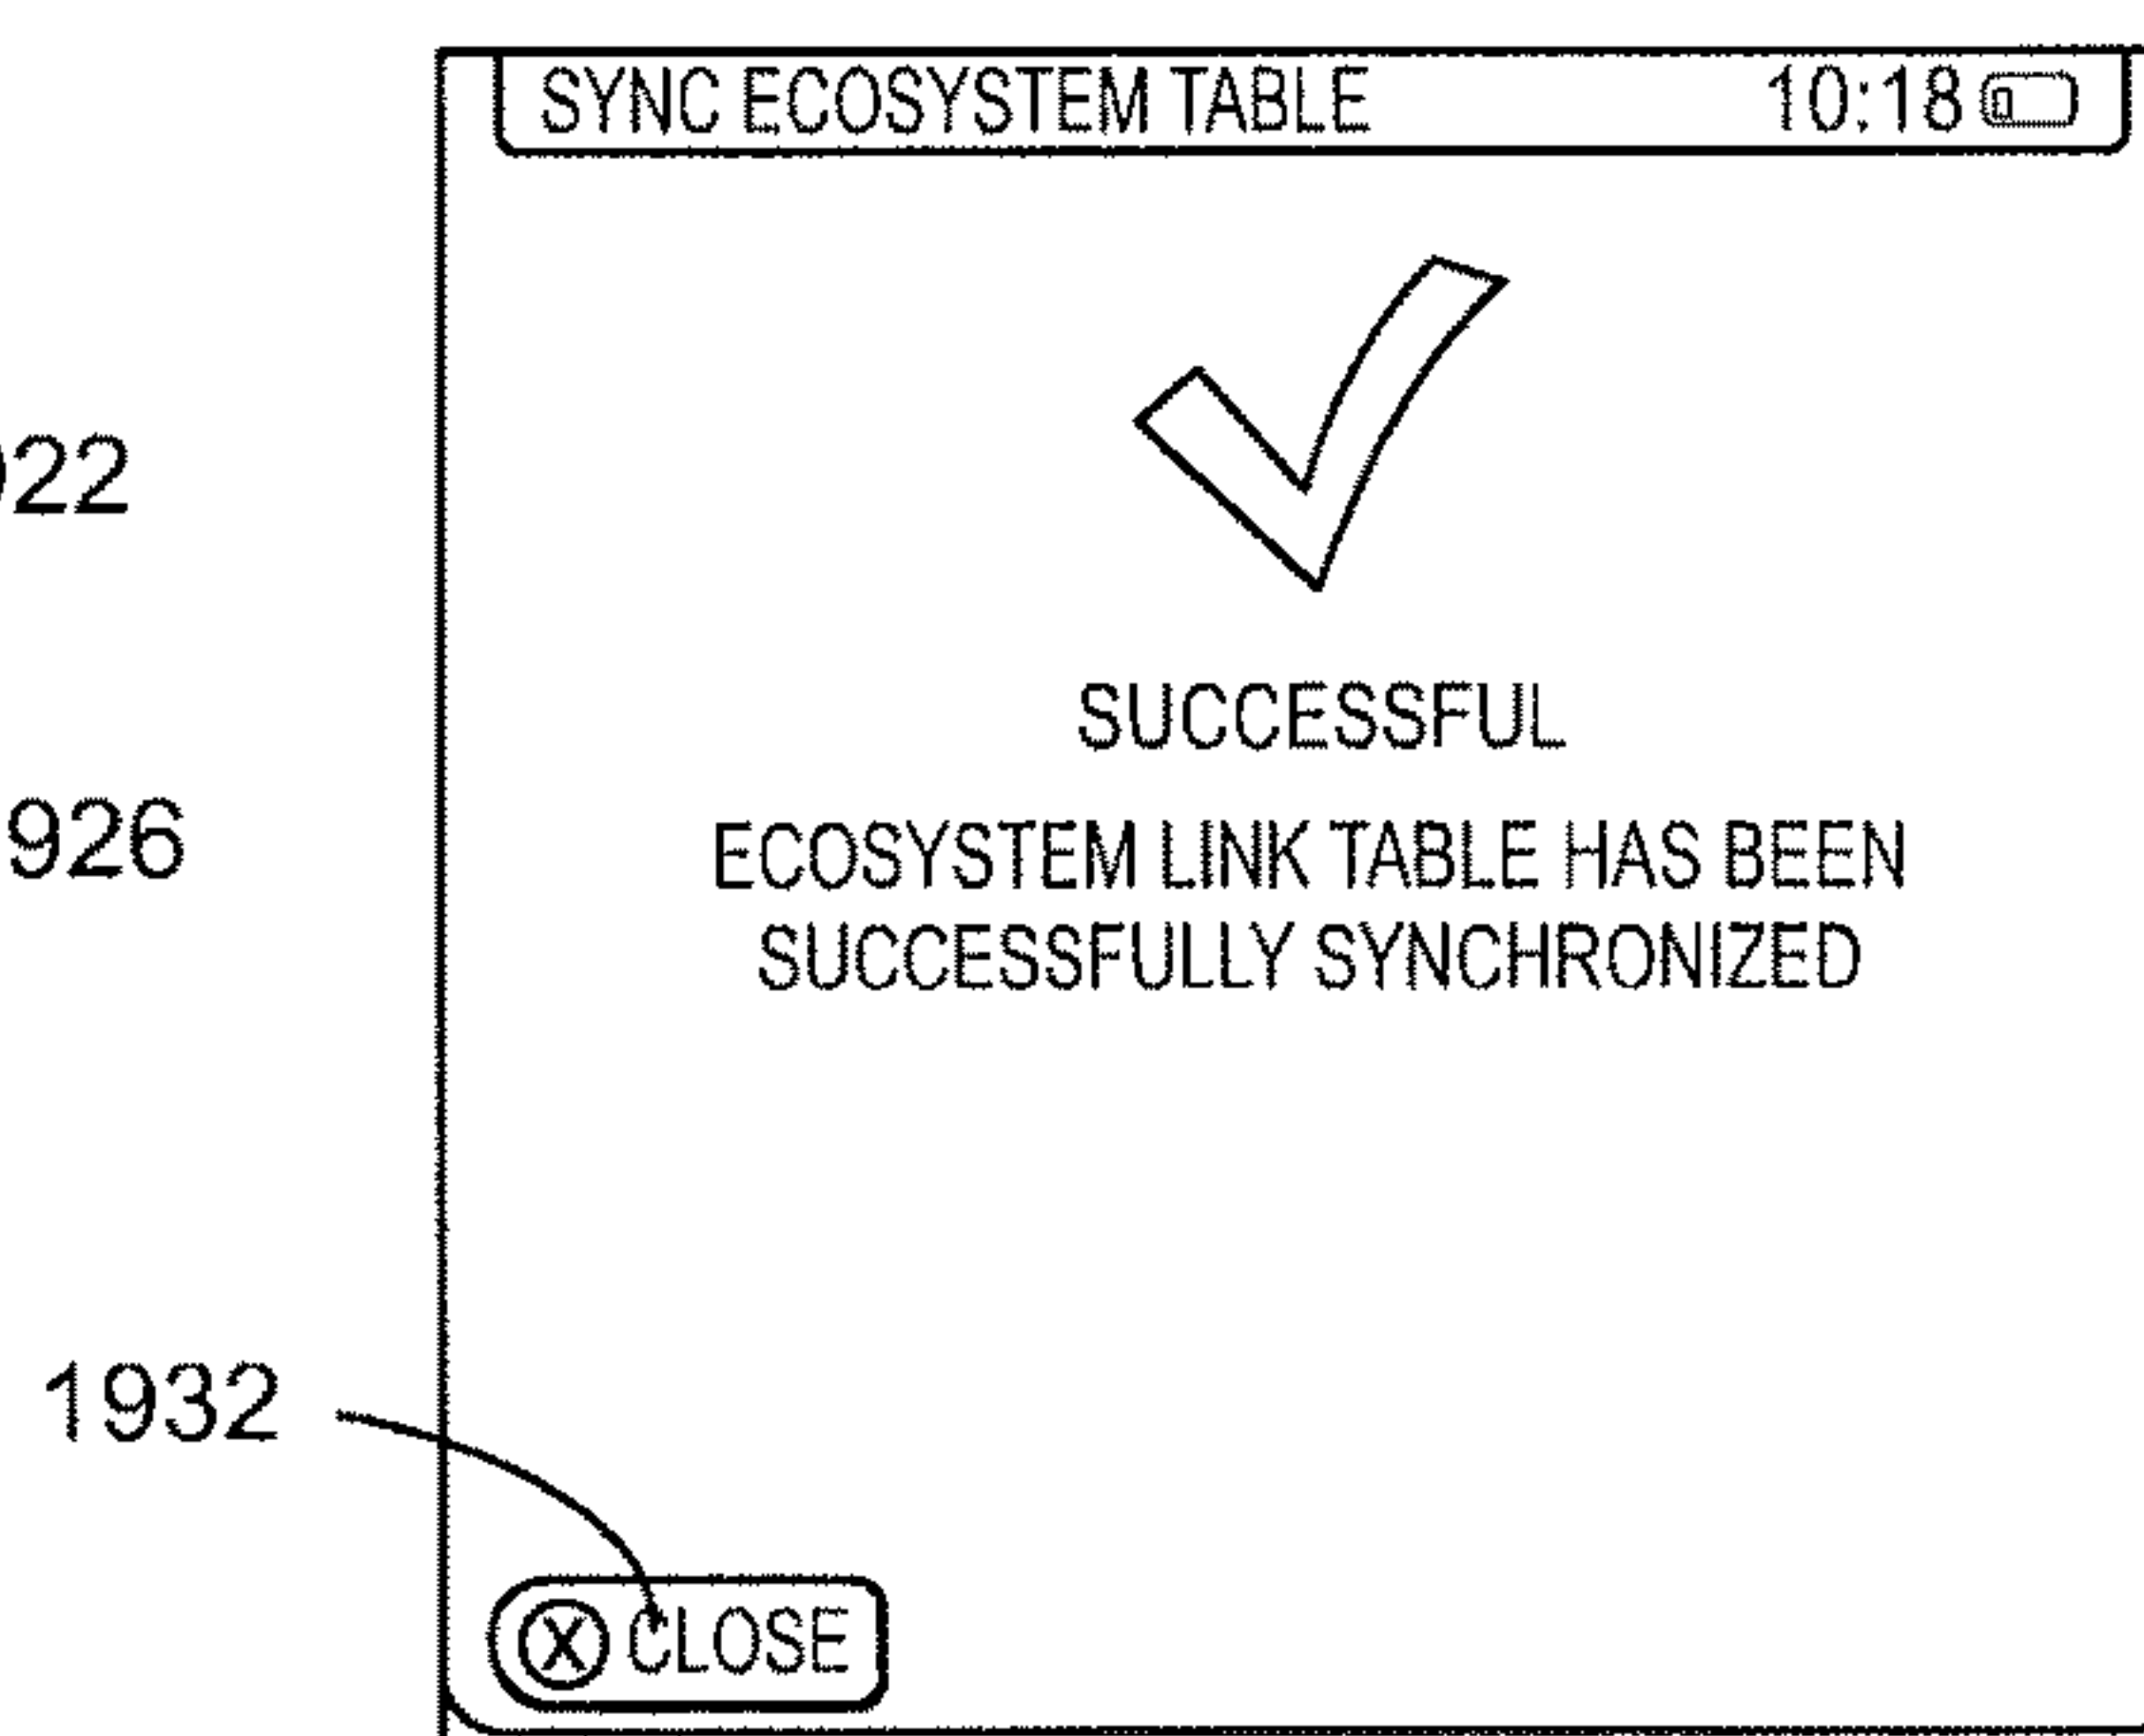 SYNC ECOSYSTEM TABLE 10:18
22
SUCCESSFUL
926
ECOSYSTEM LINK TABLE HAS BEEN
SUCCESSFULLY SYNCHRONIZED
1932
X CLOSE